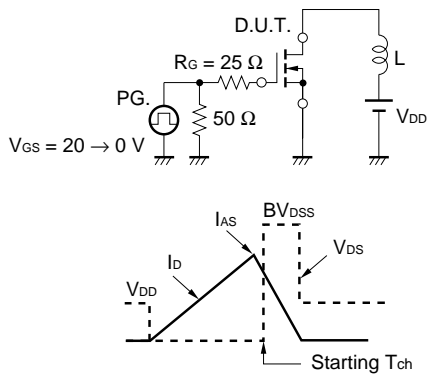 D.U.T.
RG = 25 Ω
L
PG.
50 Ω
VDD
VGS = 20 → 0 V
BVDSS
IAS
VDS
ID
VDD
Starting Tch